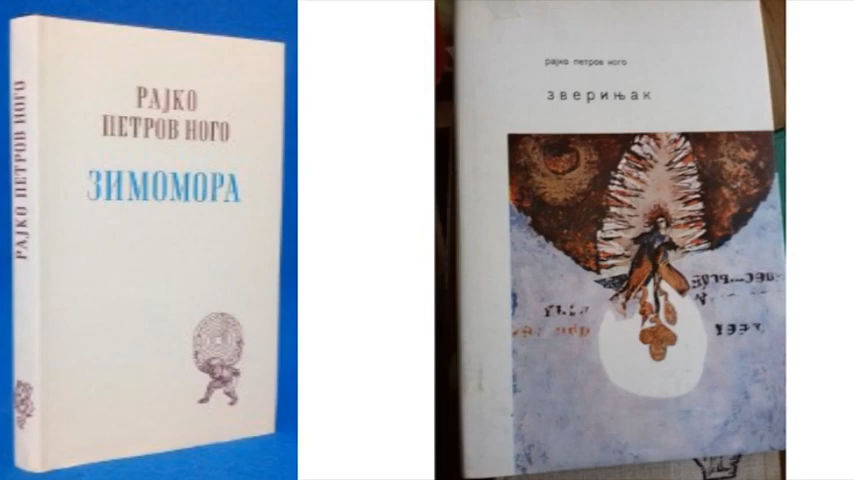 РАЈКО ПЕТРОВ НОГО
РАЈКО
ПЕТРОВ НОГО
ЗИМОМОРА
рајко петров ного
зверињак